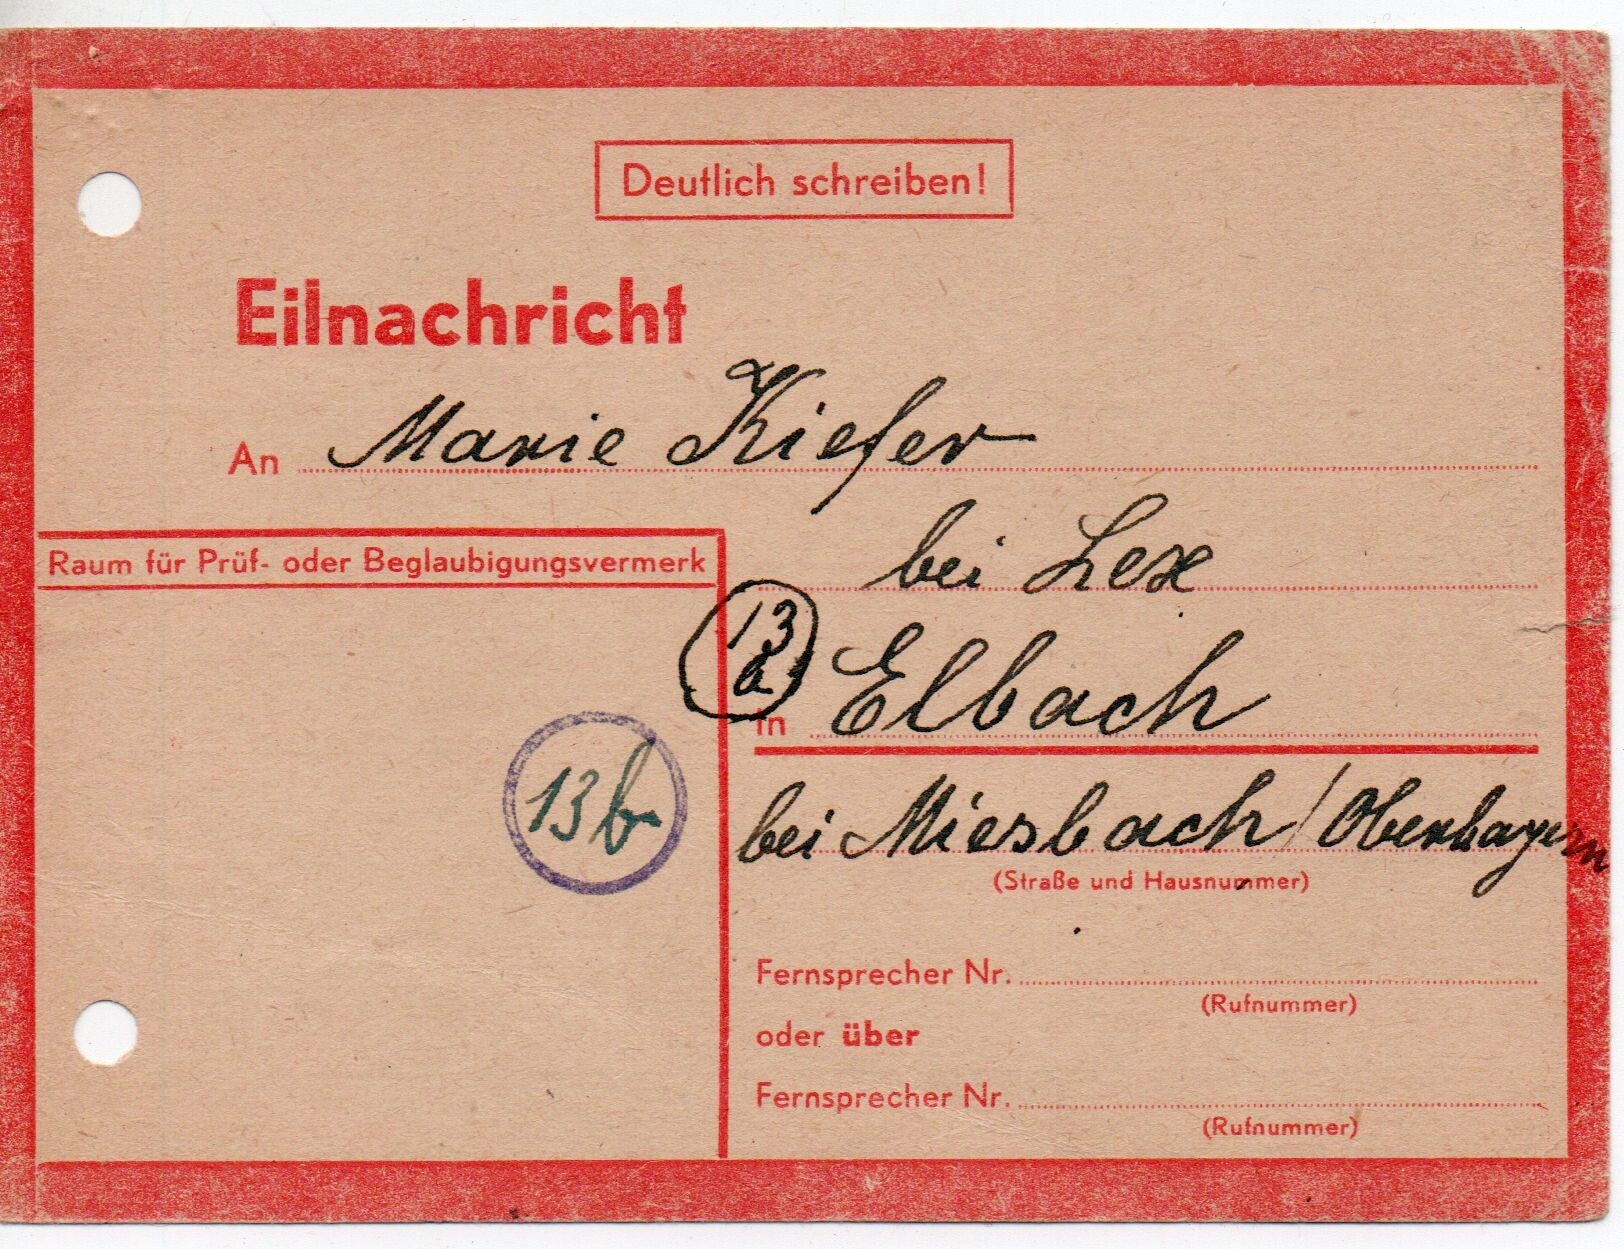 Deutlich schreiben!
Eilnachricht
An Marie Kiefer
bei Lex
Raum für Prüf- oder Beglaubigungsvermerk
13
a
in Elbach
13b
bei Miesbach / Oberbayern
(Straße und Hausnummer)
Fernsprecher Nr.
(Rufnummer)
oder über
Fernsprecher Nr.
(Rufnummer)